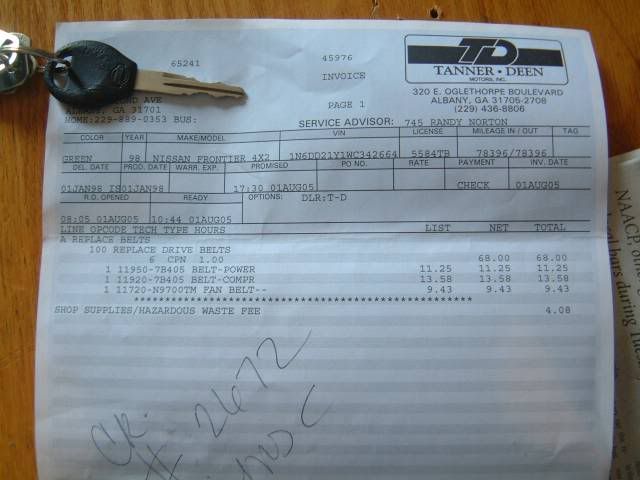 65241
45976
TD
TANNER • DEEN
MOTORS, INC.
INVOICE
320 E. OGLETHORPE BOULEVARD
ALBANY, GA 31705-2708
(229) 436-8806
AVE
GA 31701
PAGE 1
HOME:229-889-0353 BUS:
SERVICE ADVISOR: 745 RANDY NORTON
COLOR YEAR MAKE/MODEL VIN LICENSE MILEAGE IN / OUT TAG
GREEN 98 NISSAN FRONTIER 4X2 1N6DD21Y1WC342664 5584TB 78396/78396
DEL. DATE PROD. DATE WARR. EXP. PROMISED PO NO. RATE PAYMENT INV. DATE
01JAN98 IS 01JAN98 17:30 01AUG05 CHECK 01AUG05
R.O. OPENED READY OPTIONS: DLR:T-D
08:05 01AUG05 10:44 01AUG05
LINE OPCODE TECH TYPE HOURS LIST NET TOTAL
A REPLACE BELTS
100 REPLACE DRIVE BELTS
6 CPN 1.00 68.00 68.00
1 11950-7B405 BELT-POWER 11.25 11.25 11.25
1 11920-7B405 BELT-COMPR 13.58 13.58 13.58
1 11720-N9700TM FAN BELT-- 9.43 9.43 9.43
****************************************************
SHOP SUPPLIES/HAZARDOUS WASTE FEE 4.08
CK.
# 2672
NAACP,
during